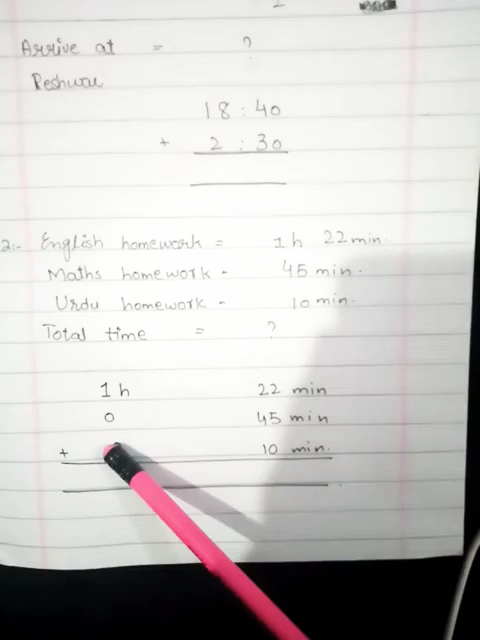 Arrive at = ?
Peshwar
18 : 40
+ 2 : 30
2:- English homework = 1 h 22 min.
Maths homework - 45 min.
Urdu homework - 10 min.
Total time = ?
1 h 22 min
0 45 min
+ 10 min.